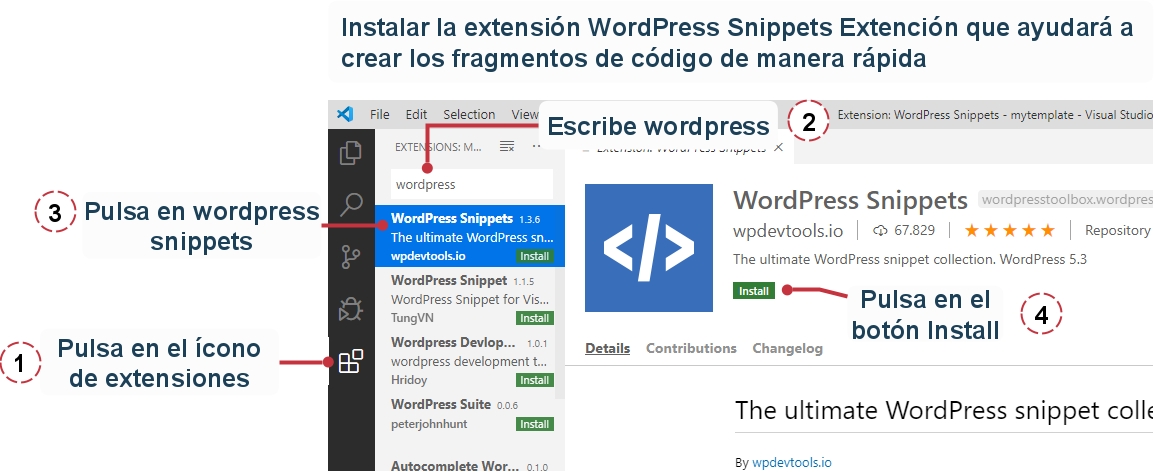 Instalar la extensión WordPress Snippets Extención que ayudará a
crear los fragmentos de código de manera rápida
File Edit Selection View
Extension: WordPress Snippets - mytemplate - Visual Studio
Escribe wordpress
2
EXTENSIONS: M...
Extension: WordPress Snippets
wordpress
3
Pulsa en wordpress
snippets
WordPress Snippets 1.3.6
The ultimate WordPress sn...
wpdevtools.io Install
WordPress Snippet 1.1.5
WordPress Snippet for Vis...
TungVN Install
WordPress Devlop... 1.0.1
wordpress development t...
Hridoy Install
WordPress Suite 0.0.6
peterjohnhunt Install
Autocomplete Wor... 0.1.0
1
Pulsa en el ícono
de extensiones
</>
WordPress Snippets wordpresstoolbox.wordpres
wpdevtools.io 67.829 Repository
The ultimate WordPress snippet collection. WordPress 5.3
Install
Pulsa en el
botón Install
4
Details Contributions Changelog
The ultimate WordPress snippet colle
By wpdevtools.io